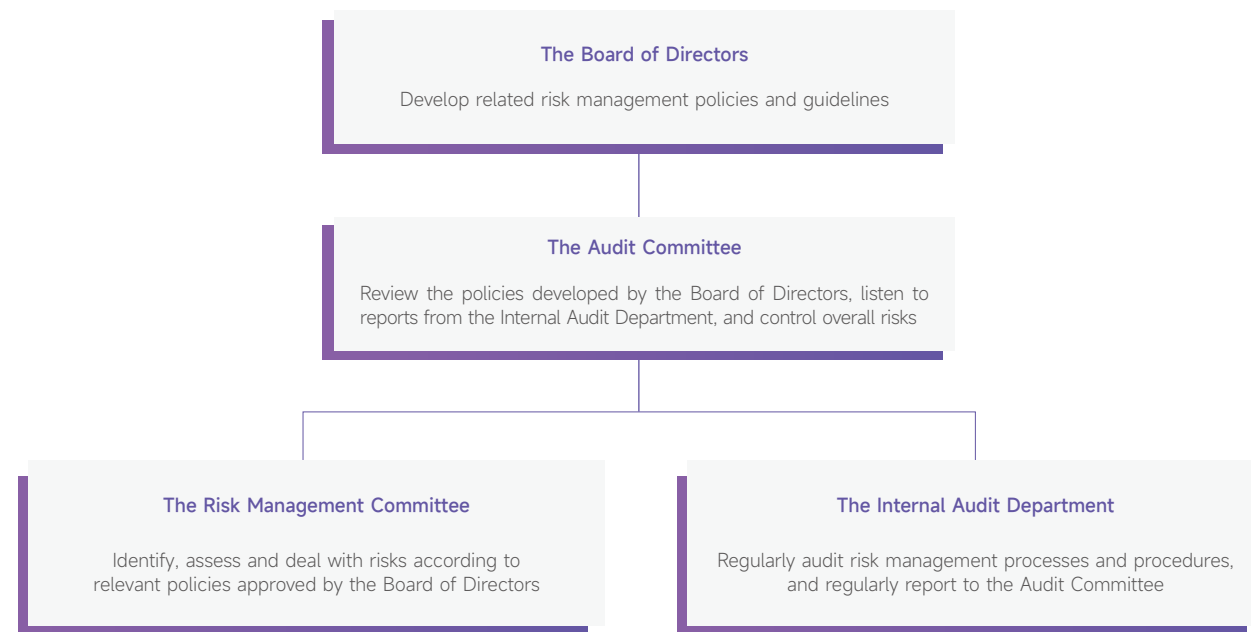 The Board of Directors
Develop related risk management policies and guidelines
The Audit Committee
Review the policies developed by the Board of Directors, listen to
reports from the Internal Audit Department, and control overall risks
The Risk Management Committee
Identify, assess and deal with risks according to
relevant policies approved by the Board of Directors
The Internal Audit Department
Regularly audit risk management processes and procedures,
and regularly report to the Audit Committee